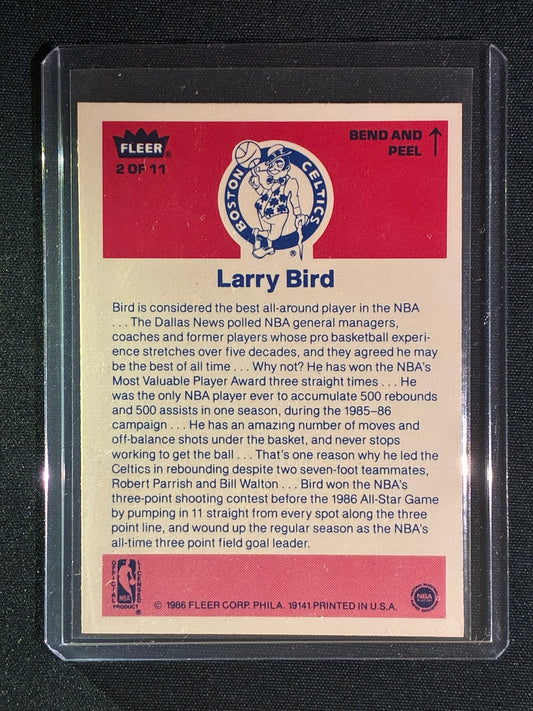 FLEER®
2 OF 11
BEND AND
PEEL
BOSTON CELTICS
Larry Bird
Bird is considered the best all-around player in the NBA
. . . The Dallas News polled NBA general managers,
coaches and former players whose pro basketball experi-
ence stretches over five decades, and they agreed he may
be the best of all time . . . Why not? He has won the NBA's
Most Valuable Player Award three straight times . . . He
was the only NBA player ever to accumulate 500 rebounds
and 500 assists in one season, during the 1985–86
campaign . . . He has an amazing number of moves and
off-balance shots under the basket, and never stops
working to get the ball . . . That's one reason why he led the
Celtics in rebounding despite two seven-foot teammates,
Robert Parrish and Bill Walton . . . Bird won the NBA's
three-point shooting contest before the 1986 All-Star Game
by pumping in 11 straight from every spot along the three
point line, and wound up the regular season as the NBA's
all-time three point field goal leader.
OFFICIAL LICENSED
NBA
PRODUCT ®
© 1986 FLEER CORP. PHILA. 19141 PRINTED IN U.S.A.
NBA
PLAYERS